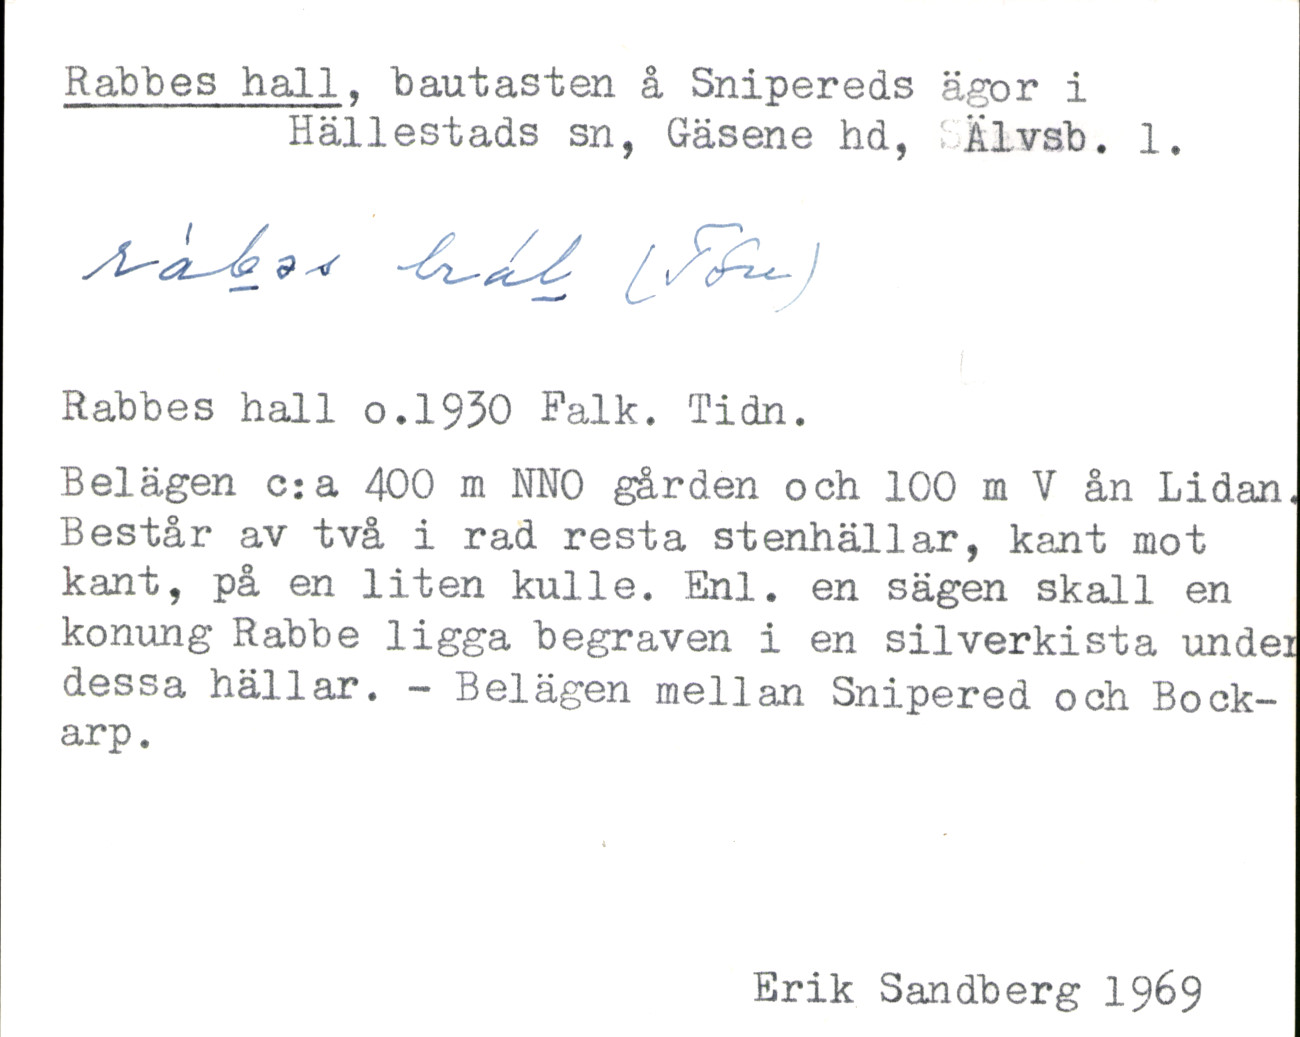 Rabbes hall, bautasten å Snipereds ägor i
Hällestads sn, Gäsene hd, Älvsb. l.
Rabbes hall o.1930 Falk. Tidn.
Belägen c:a 400 m NNO gården och 100 m V ån Lidan.
Består av två i rad resta stenhällar, kant mot
kant, på en liten kulle. Enl. en sägen skall en
konung Rabbe ligga begraven i en silverkista under
dessa hällar. - Belägen mellan Snipered och Bock-
arp.
Erik Sandberg 1969